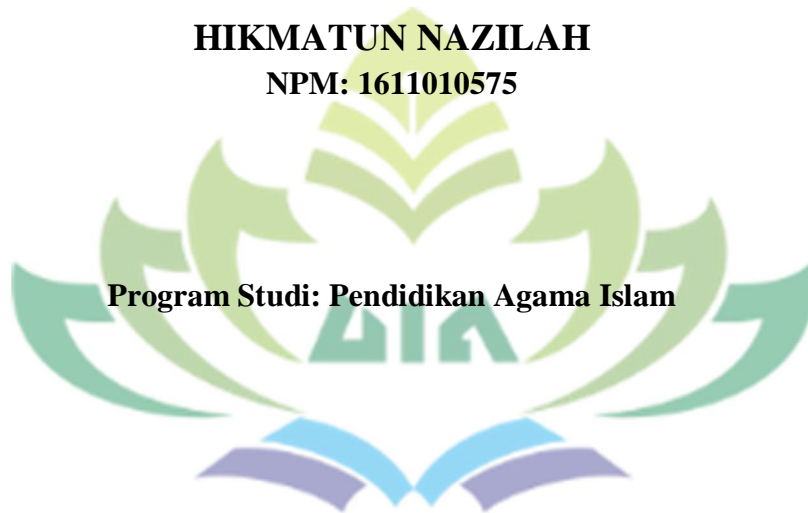 HIKMATUN NAZILAH
NPM: 1611010575
Program Studi: Pendidikan Agama Islam